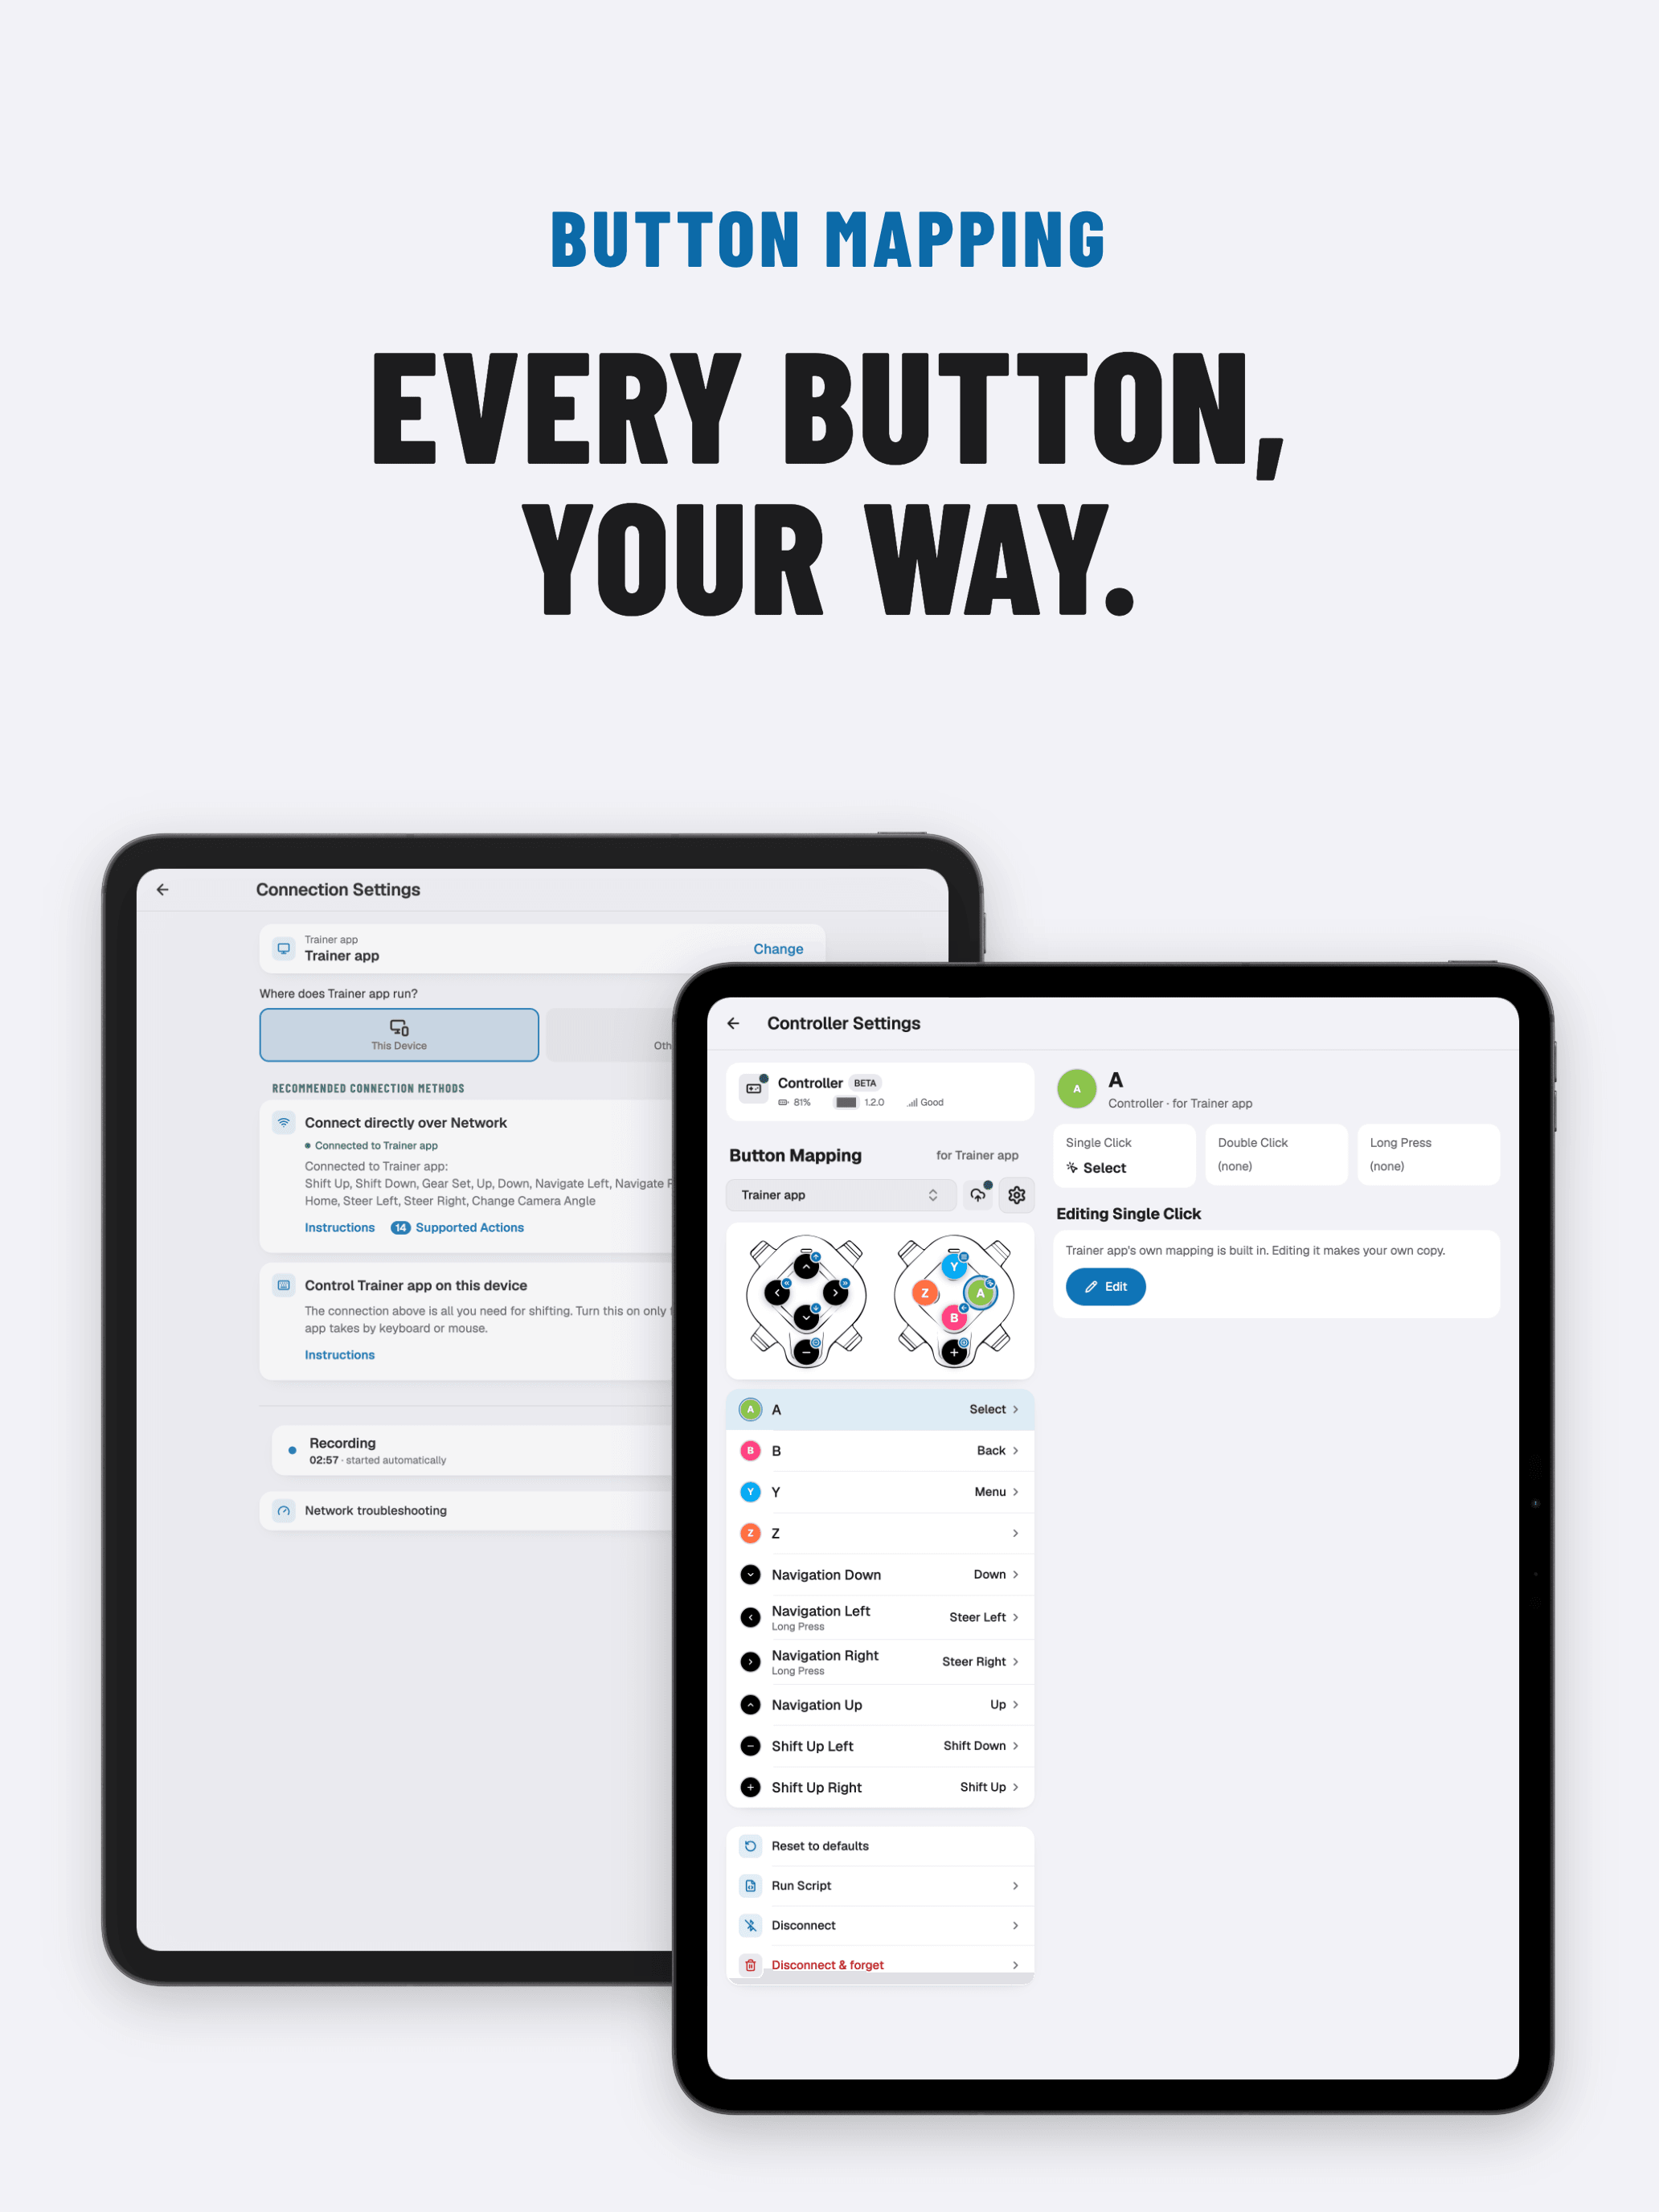 BUTTON MAPPING
EVERY BUTTON,
YOUR WAY.
Connection Settings
Trainer app
Trainer app
Change
Where does Trainer app run?
This Device
RECOMMENDED CONNECTION METHODS
Connect directly over Network
Connected to Trainer app
Connected to Trainer app:
Shift Up, Shift Down, Gear Set, Up, Down, Navigate Left, Navigate
Home, Steer Left, Steer Right, Change Camera Angle
Instructions
14 Supported Actions
Control Trainer app on this device
The connection above is all you need for shifting. Turn this on only
app takes by keyboard or mouse.
Instructions
Recording
02:57 · started automatically
Network troubleshooting
Controller Settings
Controller BETA
81% 1.2.0 Good
Button Mapping
for Trainer app
Trainer app
Y
Z
A
B
A A Select
B B Back
Y Y Menu
Z Z
Navigation Down Down
Navigation Left Steer Left
Long Press
Navigation Right Steer Right
Long Press
Navigation Up Up
Shift Up Left Shift Down
Shift Up Right Shift Up
Reset to defaults
Run Script
Disconnect
Disconnect & forget
A
A
Controller · for Trainer app
Single Click
Select
Double Click
(none)
Long Press
(none)
Editing Single Click
Trainer app's own mapping is built in. Editing it makes your own copy.
Edit